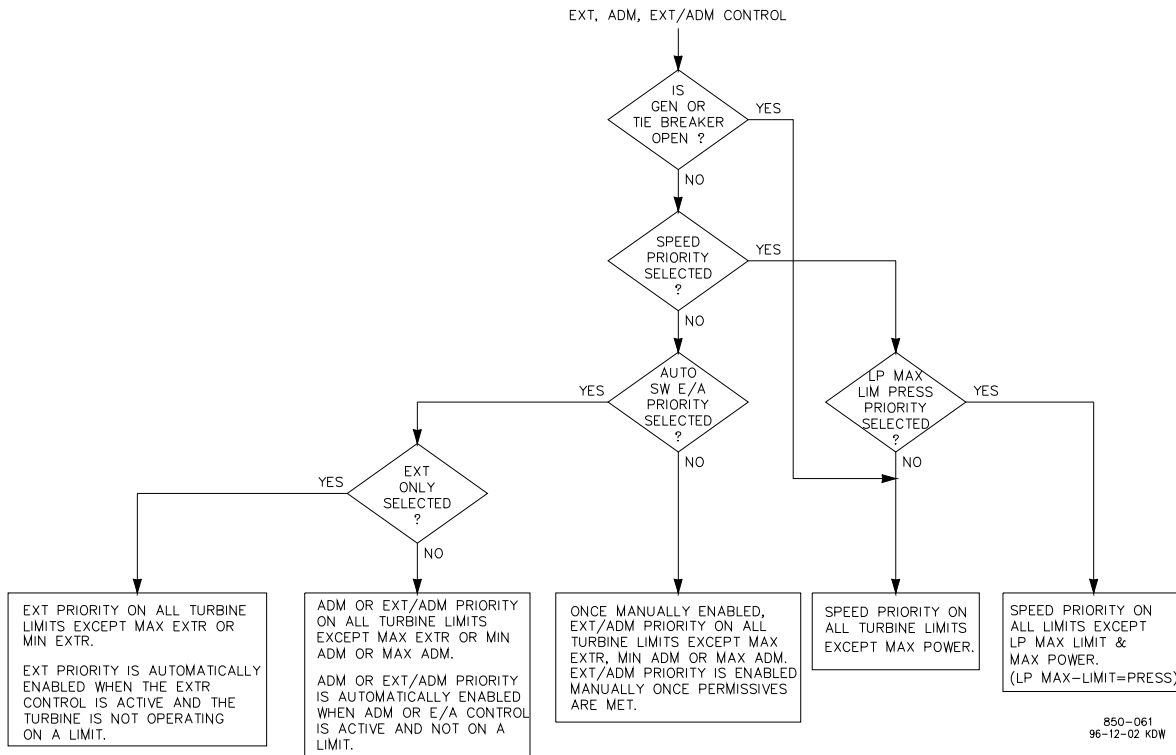 EXT, ADM, EXT/ADM CONTROL
IS
GEN OR
TIE BREAKER
OPEN ?
YES
NO
SPEED
PRIORITY
SELECTED
?
YES
NO
AUTO
SW E/A
PRIORITY
SELECTED
?
YES
NO
LP MAX
LIM PRESS
PRIORITY
SELECTED
?
YES
NO
EXT
ONLY
SELECTED
?
YES
NO
EXT PRIORITY ON ALL TURBINE
LIMITS EXCEPT MAX EXTR OR
MIN EXTR.
EXT PRIORITY IS AUTOMATICALLY
ENABLED WHEN THE EXTR
CONTROL IS ACTIVE AND THE
TURBINE IS NOT OPERATING
ON A LIMIT.
ADM OR EXT/ADM PRIORITY
ON ALL TURBINE LIMITS
EXCEPT MAX EXTR OR MIN
ADM OR MAX ADM.
ADM OR EXT/ADM PRIORITY
IS AUTOMATICALLY ENABLED
WHEN ADM OR E/A CONTROL
IS ACTIVE AND NOT ON A
LIMIT.
ONCE MANUALLY ENABLED,
EXT/ADM PRIORITY ON ALL
TURBINE LIMITS EXCEPT MAX
EXTR, MIN ADM OR MAX ADM.
EXT/ADM PRIORITY IS ENABLED
MANUALLY ONCE PERMISSIVES
ARE MET.
SPEED PRIORITY ON
ALL TURBINE LIMITS
EXCEPT MAX POWER.
SPEED PRIORITY ON
ALL LIMITS EXCEPT
LP MAX LIMIT &
MAX POWER.
(LP MAX-LIMIT=PRESS)
850-061
96-12-02 KDW